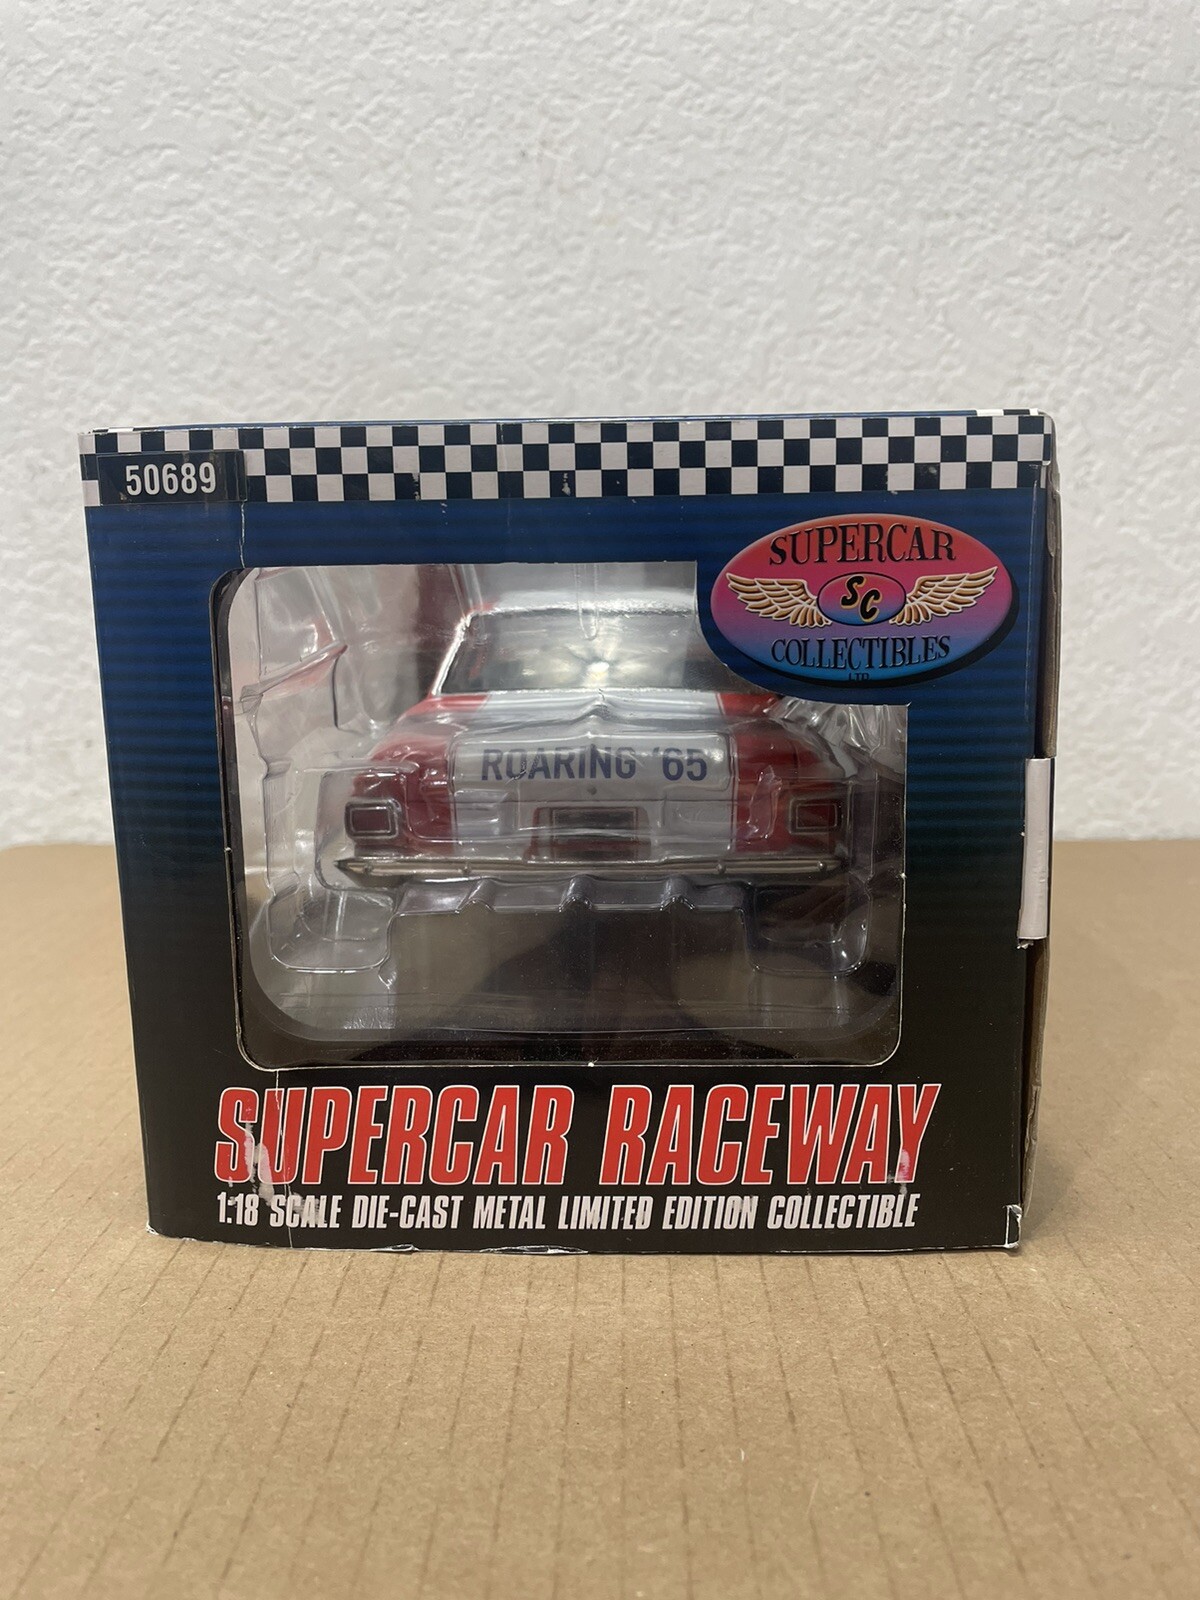 50689
SUPERCAR
SC
COLLECTIBLES
LTD.
ROARING '65
SUPERCAR RACEWAY
1:18 SCALE DIE-CAST METAL LIMITED EDITION COLLECTIBLE